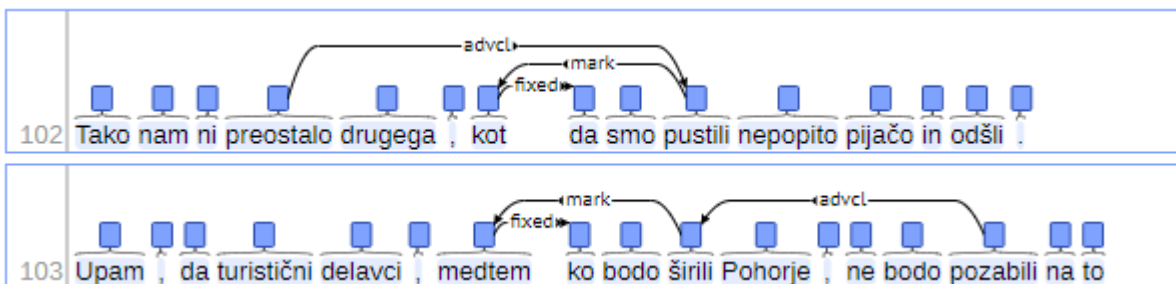 advcl
mark
fixed
102 Tako nam ni preostalo drugega , kot da smo pustili nepopito pijačo in odšli .
mark advcl
fixed
103 Upam , da turistični delavci , medtem ko bodo širili Pohorje , ne bodo pozabili na to